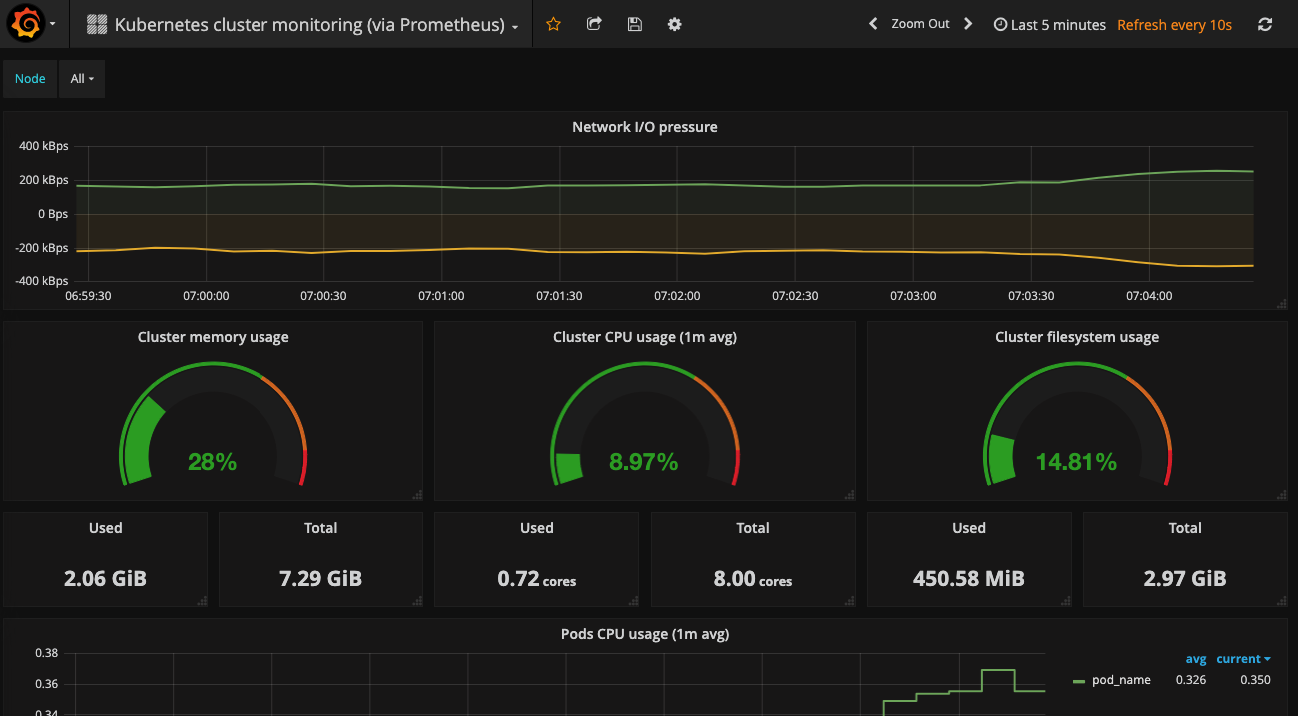 Kubernetes cluster monitoring (via Prometheus)
Zoom Out
Last 5 minutes
Refresh every 10s
Node
All
Network I/O pressure
400 kBps
200 kBps
0 Bps
-200 kBps
-400 kBps
06:59:30 07:00:00 07:00:30 07:01:00 07:01:30 07:02:00 07:02:30 07:03:00 07:03:30 07:04:00
Cluster memory usage
28%
Cluster CPU usage (1m avg)
8.97%
Cluster filesystem usage
14.81%
Used
2.06 GiB
Total
7.29 GiB
Used
0.72 cores
Total
8.00 cores
Used
450.58 MiB
Total
2.97 GiB
Pods CPU usage (1m avg)
0.38
0.36
0.34
avg current
pod_name 0.326 0.350